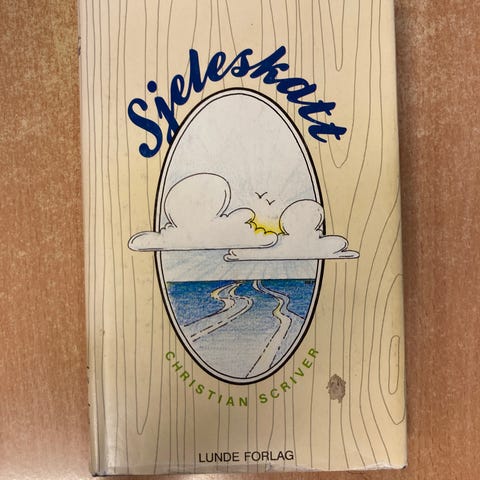 Sjeleskatt
CHRISTIAN SCRIVER
LUNDE FORLAG